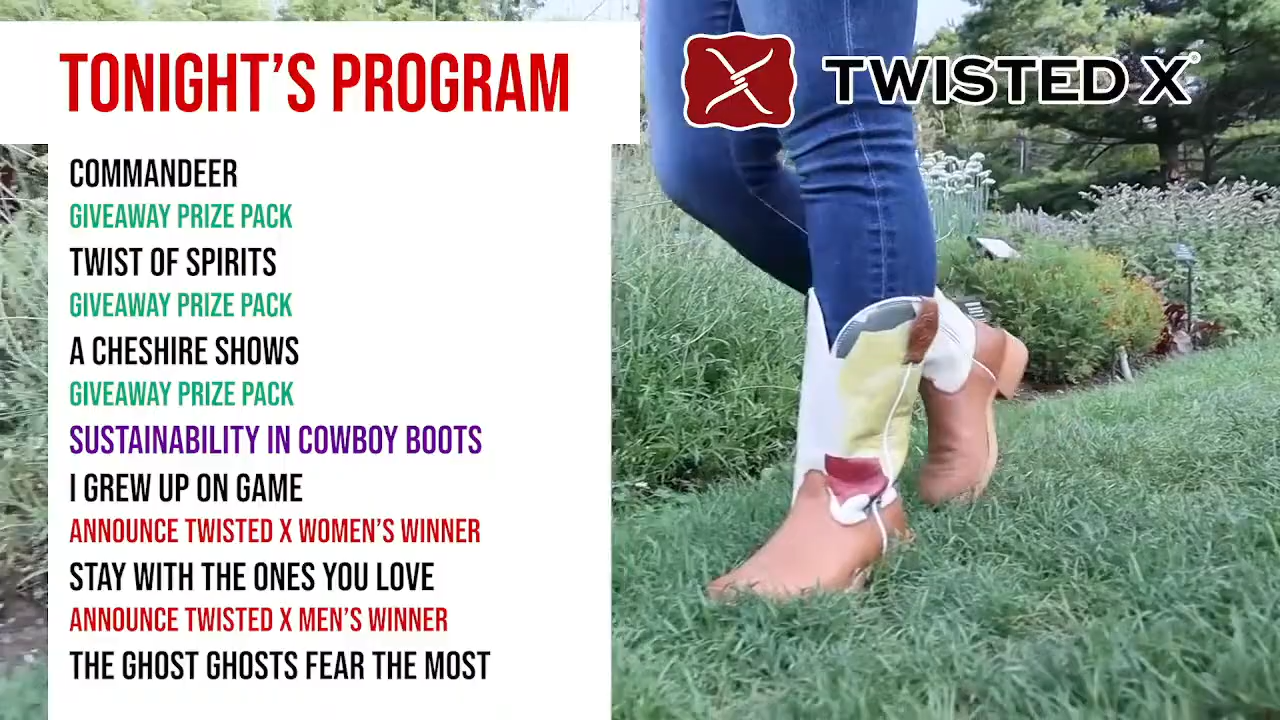 TONIGHT'S PROGRAM
COMMANDEER
GIVEAWAY PRIZE PACK
TWIST OF SPIRITS
GIVEAWAY PRIZE PACK
A CHESHIRE SHOWS
GIVEAWAY PRIZE PACK
SUSTAINABILITY IN COWBOY BOOTS
I GREW UP ON GAME
ANNOUNCE TWISTED X WOMEN'S WINNER
STAY WITH THE ONES YOU LOVE
ANNOUNCE TWISTED X MEN'S WINNER
THE GHOST GHOSTS FEAR THE MOST
TWISTED X®